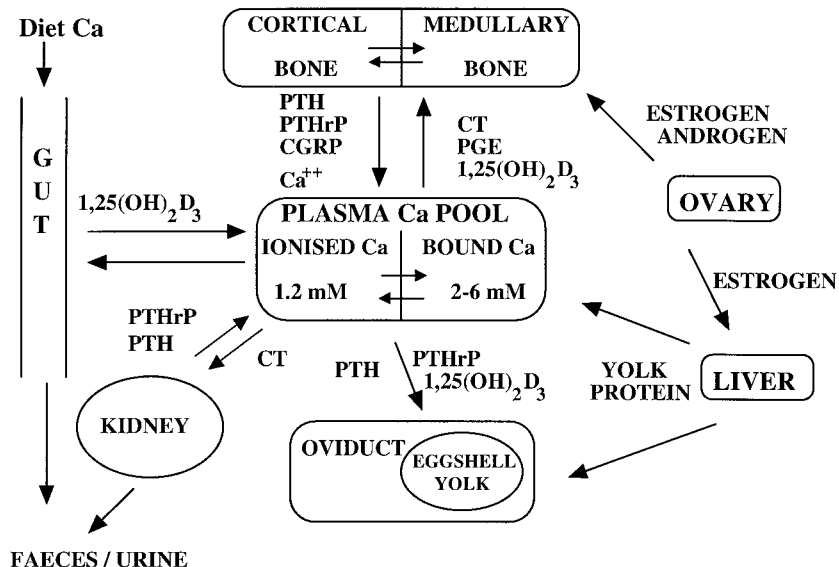 Diet Ca
CORTICAL
BONE
MEDULLARY
BONE
PTH
PTHrP
CGRP
Ca++
CT
PGE
1,25(OH)2D3
ESTROGEN
ANDROGEN
GUT
1,25(OH)2D3
PLASMA Ca POOL
IONISED Ca
1.2 mM
BOUND Ca
2-6 mM
OVARY
ESTROGEN
PTHrP
PTH
CT
PTH
PTHrP
1,25(OH)2D3
YOLK
PROTEIN
LIVER
KIDNEY
OVIDUCT
EGGSHELL
YOLK
FAECES / URINE